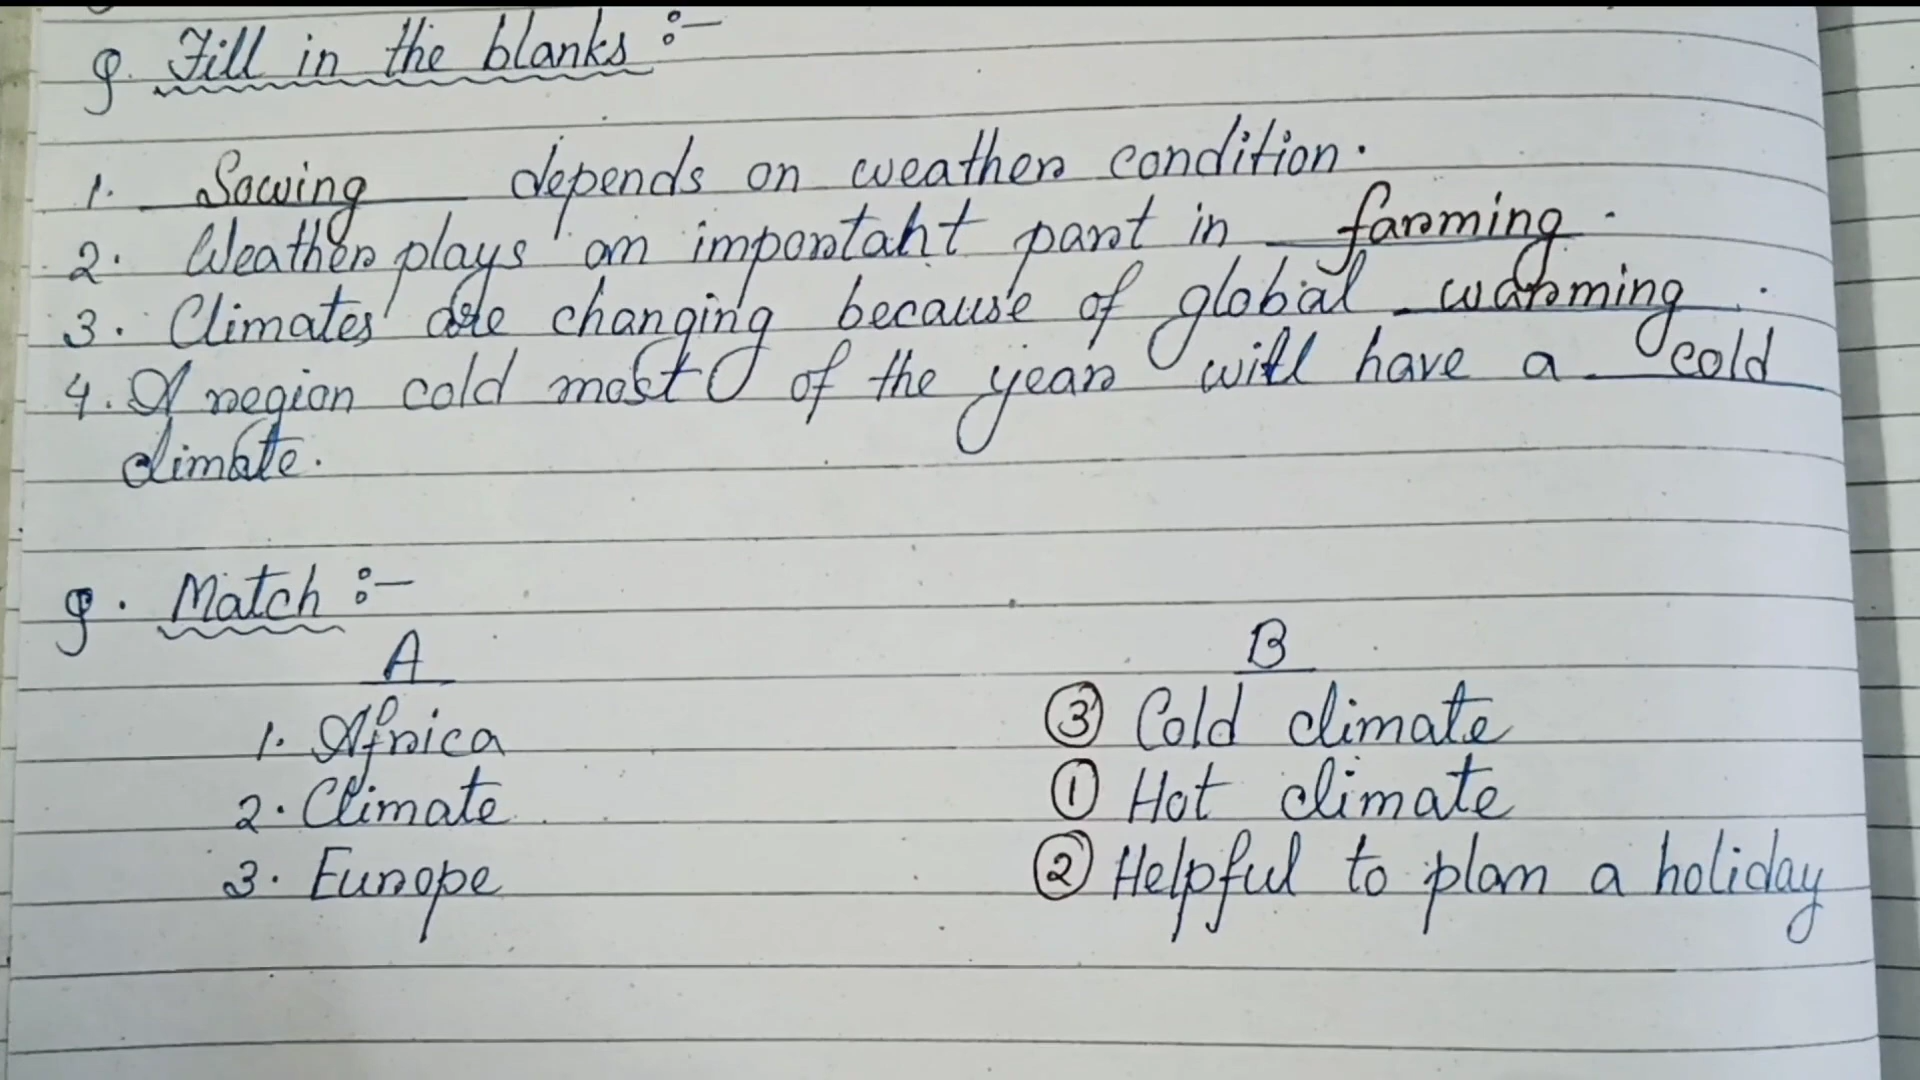 Q. Fill in the blanks :-
1. Sowing depends on weather condition.
2. Weather plays an important part in farming.
3. Climates are changing because of global warming.
4. A region cold most of the year will have a cold
climate.
Q. Match :-
A B
1. Africa ③ Cold climate
2. Climate ① Hot climate
3. Europe ② Helpful to plan a holiday